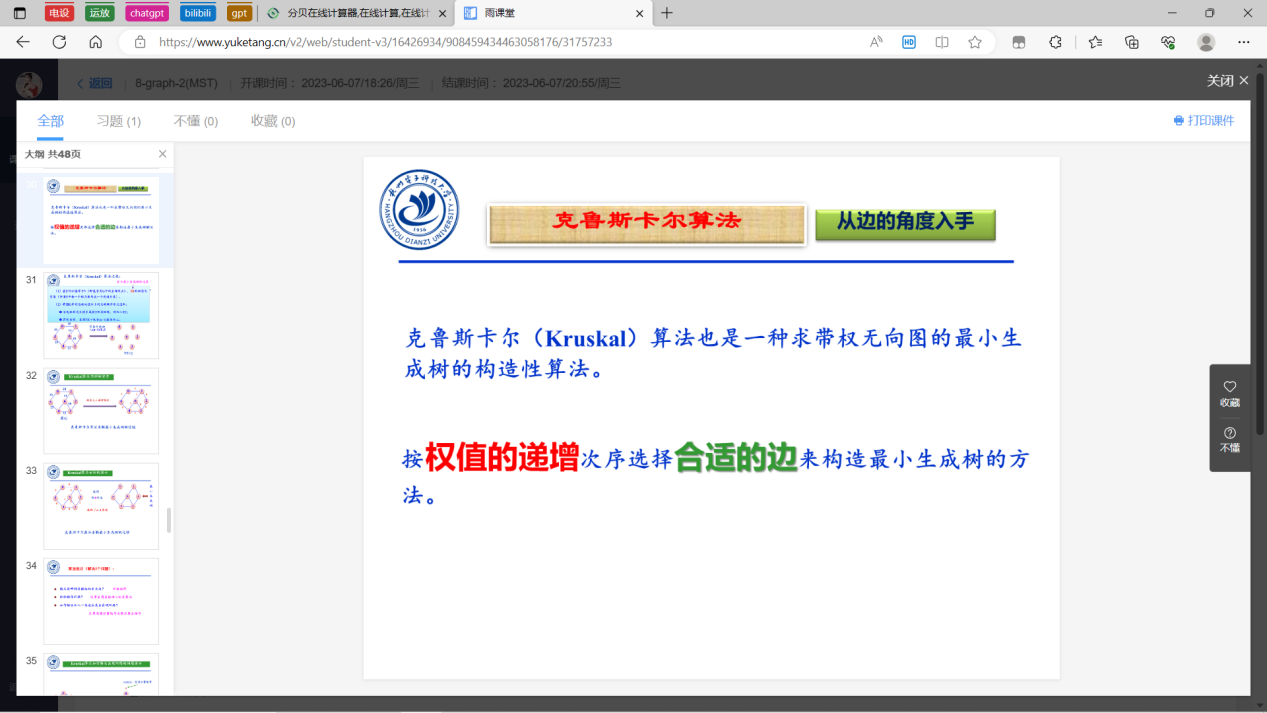 电设
运放
chatgpt
bilibili
gpt
分贝在线计算器,在线计算,在线计
雨课堂
https://www.yuketang.cn/v2/web/student-v3/16426934/908459434463058176/31757233
返回
8-graph-2(MST)
开课时间： 2023-06-07/18:26/周三
结课时间： 2023-06-07/20:55/周三
关闭
全部
习题 (1)
不懂 (0)
收藏 (0)
打印课件
大纲 共48页
31
32
33
34
35
杭州电子科技大学
1956
HANGZHOU DIANZI UNIVERSITY
克鲁斯卡尔算法
从边的角度入手
克鲁斯卡尔（Kruskal）算法也是一种求带权无向图的最小生
成树的构造性算法。
按权值的递增次序选择合适的边来构造最小生成树的方
法。
收藏
不懂